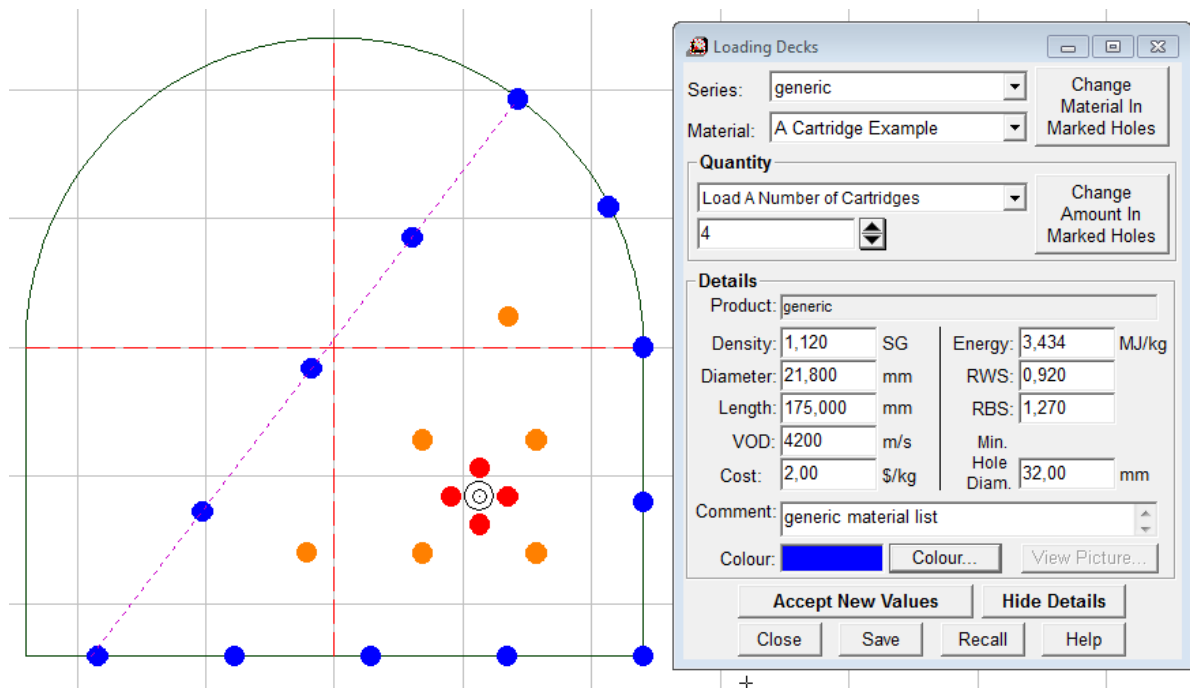 Loading Decks
Series: generic
Material: A Cartridge Example
Change Material In Marked Holes
Quantity
Load A Number of Cartridges
4
Change Amount In Marked Holes
Details
Product: generic
Density: 1,120 SG
Energy: 3,434 MJ/kg
Diameter: 21,800 mm
RWS: 0,920
Length: 175,000 mm
RBS: 1,270
VOD: 4200 m/s
Min. Hole Diam. 32,00 mm
Cost: 2,00 $/kg
Comment: generic material list
Colour: Colour... View Picture...
Accept New Values Hide Details
Close Save Recall Help